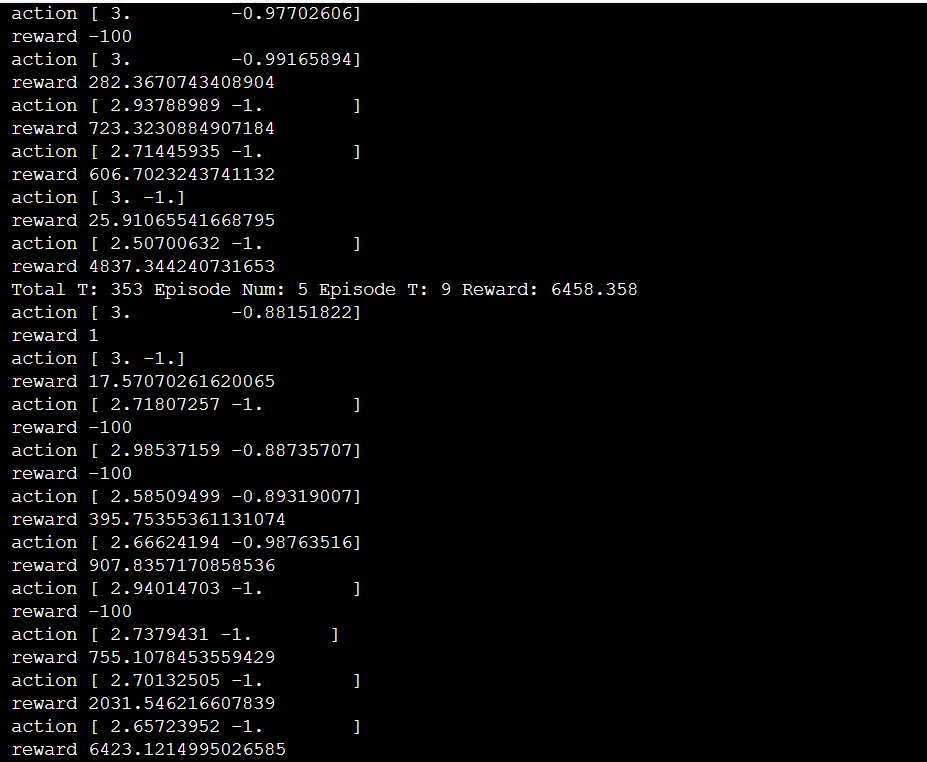 action [ 3.         -0.97702606]
reward -100
action [ 3.         -0.99165894]
reward 282.3670743408904
action [ 2.93788989 -1.        ]
reward 723.3230884907184
action [ 2.71445935 -1.        ]
reward 606.7023243741132
action [ 3. -1.]
reward 25.91065541668795
action [ 2.50700632 -1.        ]
reward 4837.344240731653
Total T: 353 Episode Num: 5 Episode T: 9 Reward: 6458.358
action [ 3.         -0.88151822]
reward 1
action [ 3. -1.]
reward 17.57070261620065
action [ 2.71807257 -1.        ]
reward -100
action [ 2.98537159 -0.88735707]
reward -100
action [ 2.58509499 -0.89319007]
reward 395.75355361131074
action [ 2.66624194 -0.98763516]
reward 907.8357170858536
action [ 2.94014703 -1.        ]
reward -100
action [ 2.7379431 -1.       ]
reward 755.1078453559429
action [ 2.70132505 -1.        ]
reward 2031.546216607839
action [ 2.65723952 -1.        ]
reward 6423.1214995026585